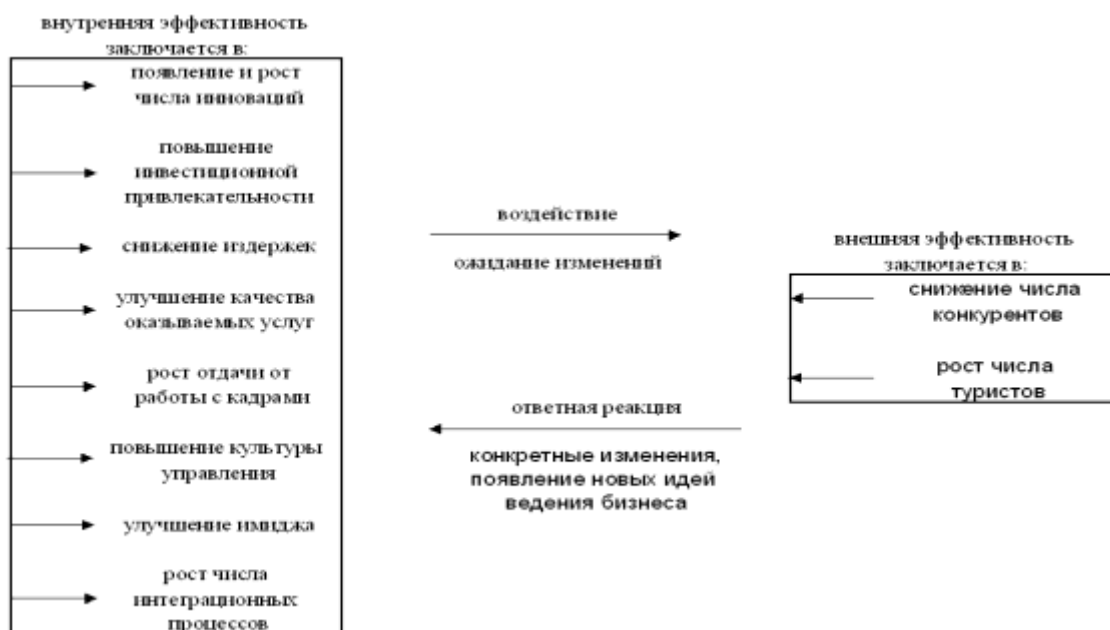 внутренняя эффективность
заключается в:
появление и рост
числа инноваций
повышение
инвестиционной
привлекательности
снижение издержек
улучшение качества
оказываемых услуг
рост отдачи от
работы с кадрами
повышение культуры
управления
улучшение имиджа
рост числа
интеграционных
процессов
воздействие
ожидание изменений
ответная реакция
конкретные изменения,
появление новых идей
ведения бизнеса
внешняя эффективность
заключается в:
снижение числа
конкурентов
рост числа
туристов